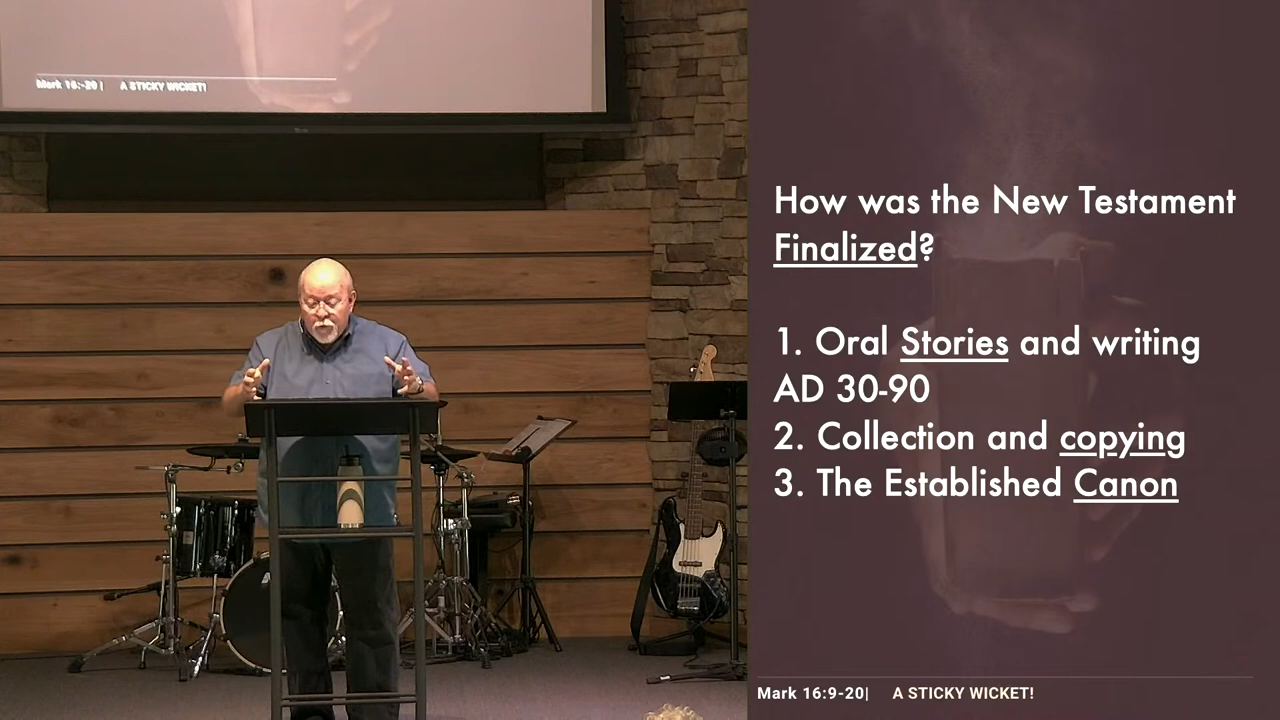 Mark 16:-20 | A STICKY WICKET!
How was the New Testament
Finalized?
1. Oral Stories and writing
AD 30-90
2. Collection and copying
3. The Established Canon
Mark 16:9-20| A STICKY WICKET!